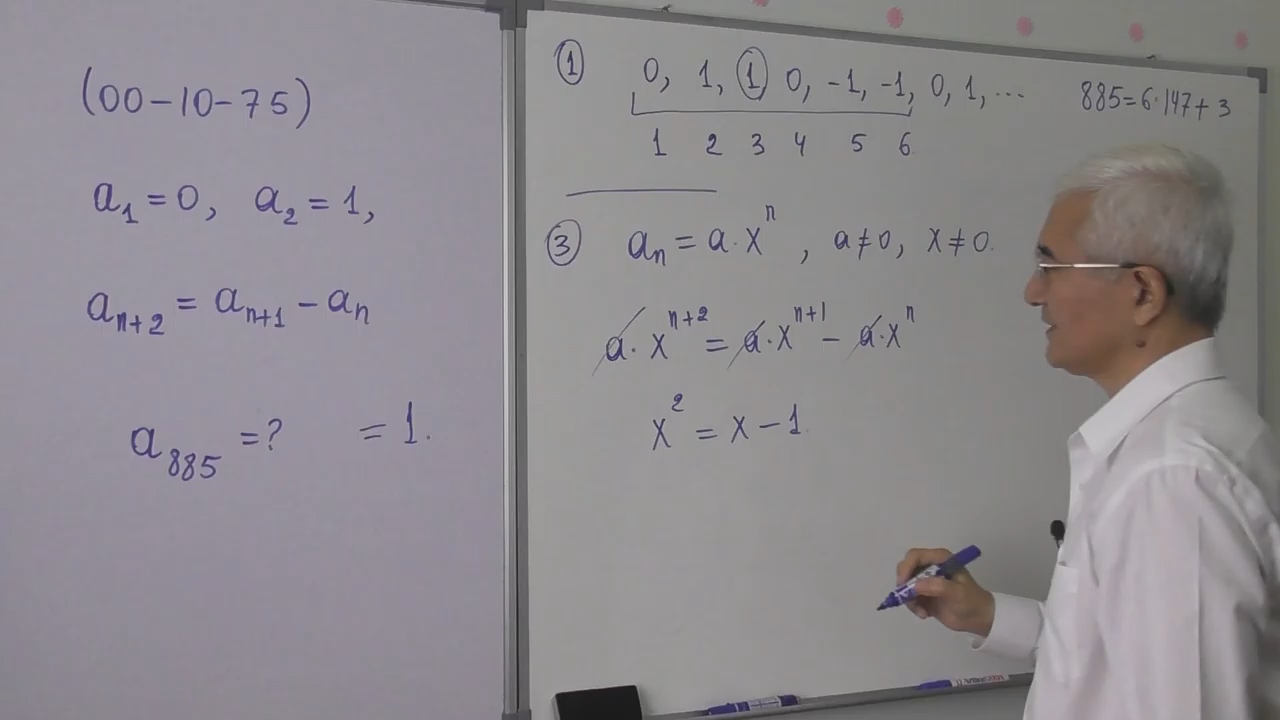 (00-10-75)
a₁ = 0, a₂ = 1,
aₙ₊₂ = aₙ₊₁ - aₙ
a₈₈₅ = ? = 1.
① 0, 1, ① 0, -1, -1, 0, 1, ...
885 = 6·147 + 3
1 2 3 4 5 6
③ aₙ = a·xⁿ, a ≠ 0, x ≠ 0.
a·xⁿ⁺² = a·xⁿ⁺¹ - a·xⁿ
x² = x - 1